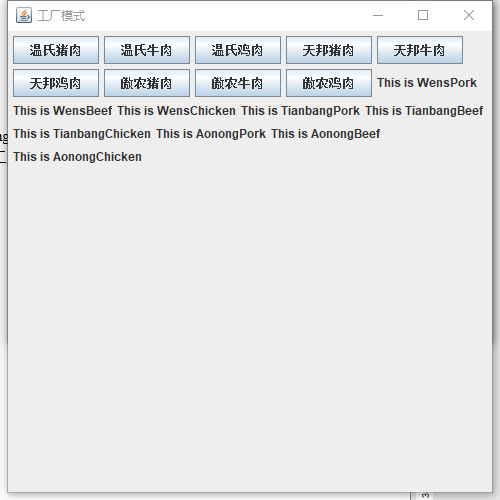 工厂模式
温氏猪肉 温氏牛肉 温氏鸡肉 天邦猪肉 天邦牛肉
天邦鸡肉 傲农猪肉 傲农牛肉 傲农鸡肉 This is WensPork
This is WensBeef This is WensChicken This is TianbangPork This is TianbangBeef
This is TianbangChicken This is AonongPork This is AonongBeef
This is AonongChicken